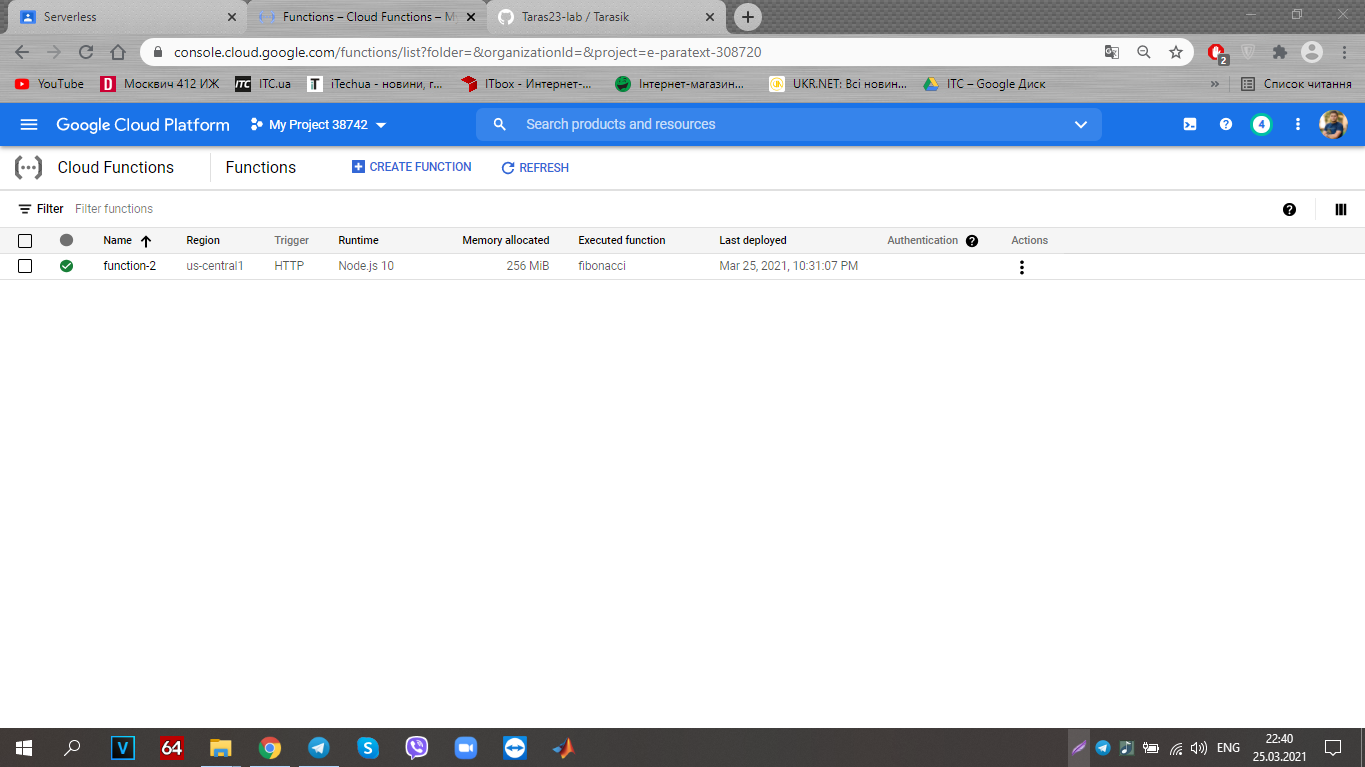 Serverless
Functions – Cloud Functions – M
Taras23-lab / Tarasik
console.cloud.google.com/functions/list?folder=&organizationId=&project=e-paratext-308720
2
YouTube
Москвич 412 ИЖ
ITC.ua
iTechua - новини, г...
ITbox - Интернет-...
Інтернет-магазин...
UKR.NET: Всі новин...
ІТС – Google Диск
Список читання
Google Cloud Platform
My Project 38742
Search products and resources
4
Cloud Functions
Functions
CREATE FUNCTION
REFRESH
Filter Filter functions
Name Region Trigger Runtime Memory allocated Executed function Last deployed Authentication Actions
function-2 us-central1 HTTP Node.js 10 256 MiB fibonacci Mar 25, 2021, 10:31:07 PM
V
64
ENG
22:40
25.03.2021